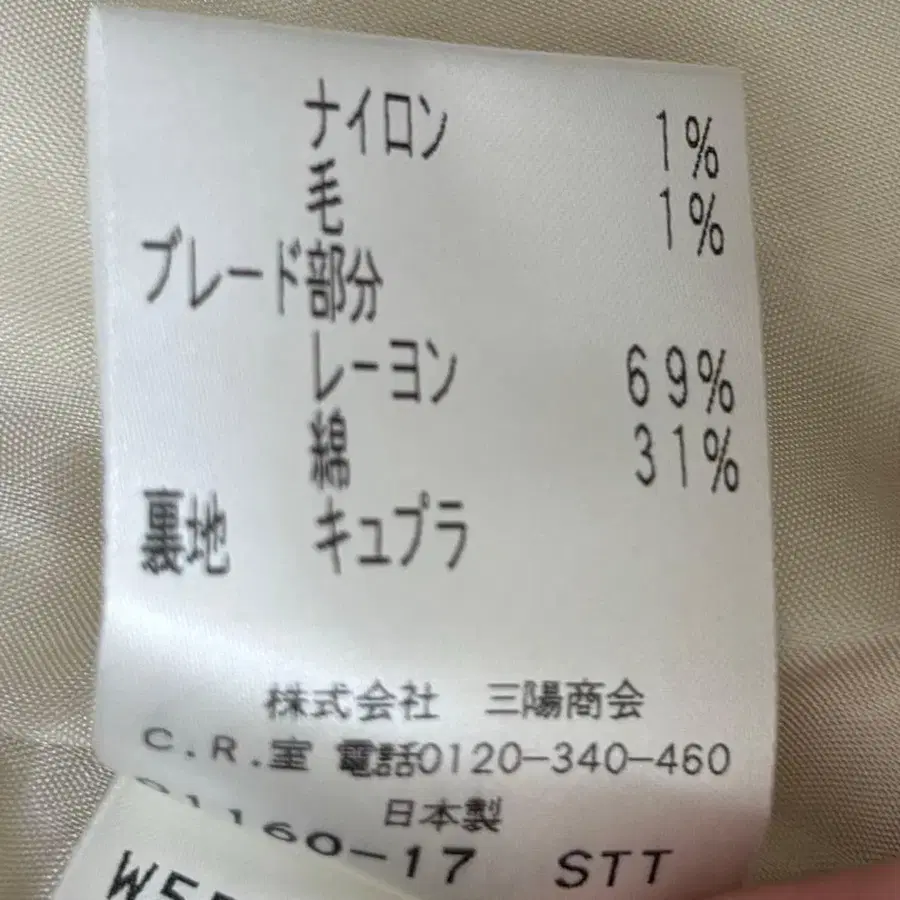 ナイロン 1%
毛 1%
ブレード部分
レーヨン 69%
綿 31%
裏地 キュプラ
株式会社 三陽商会
C.R.室 電話0120-340-460
日本製
STT